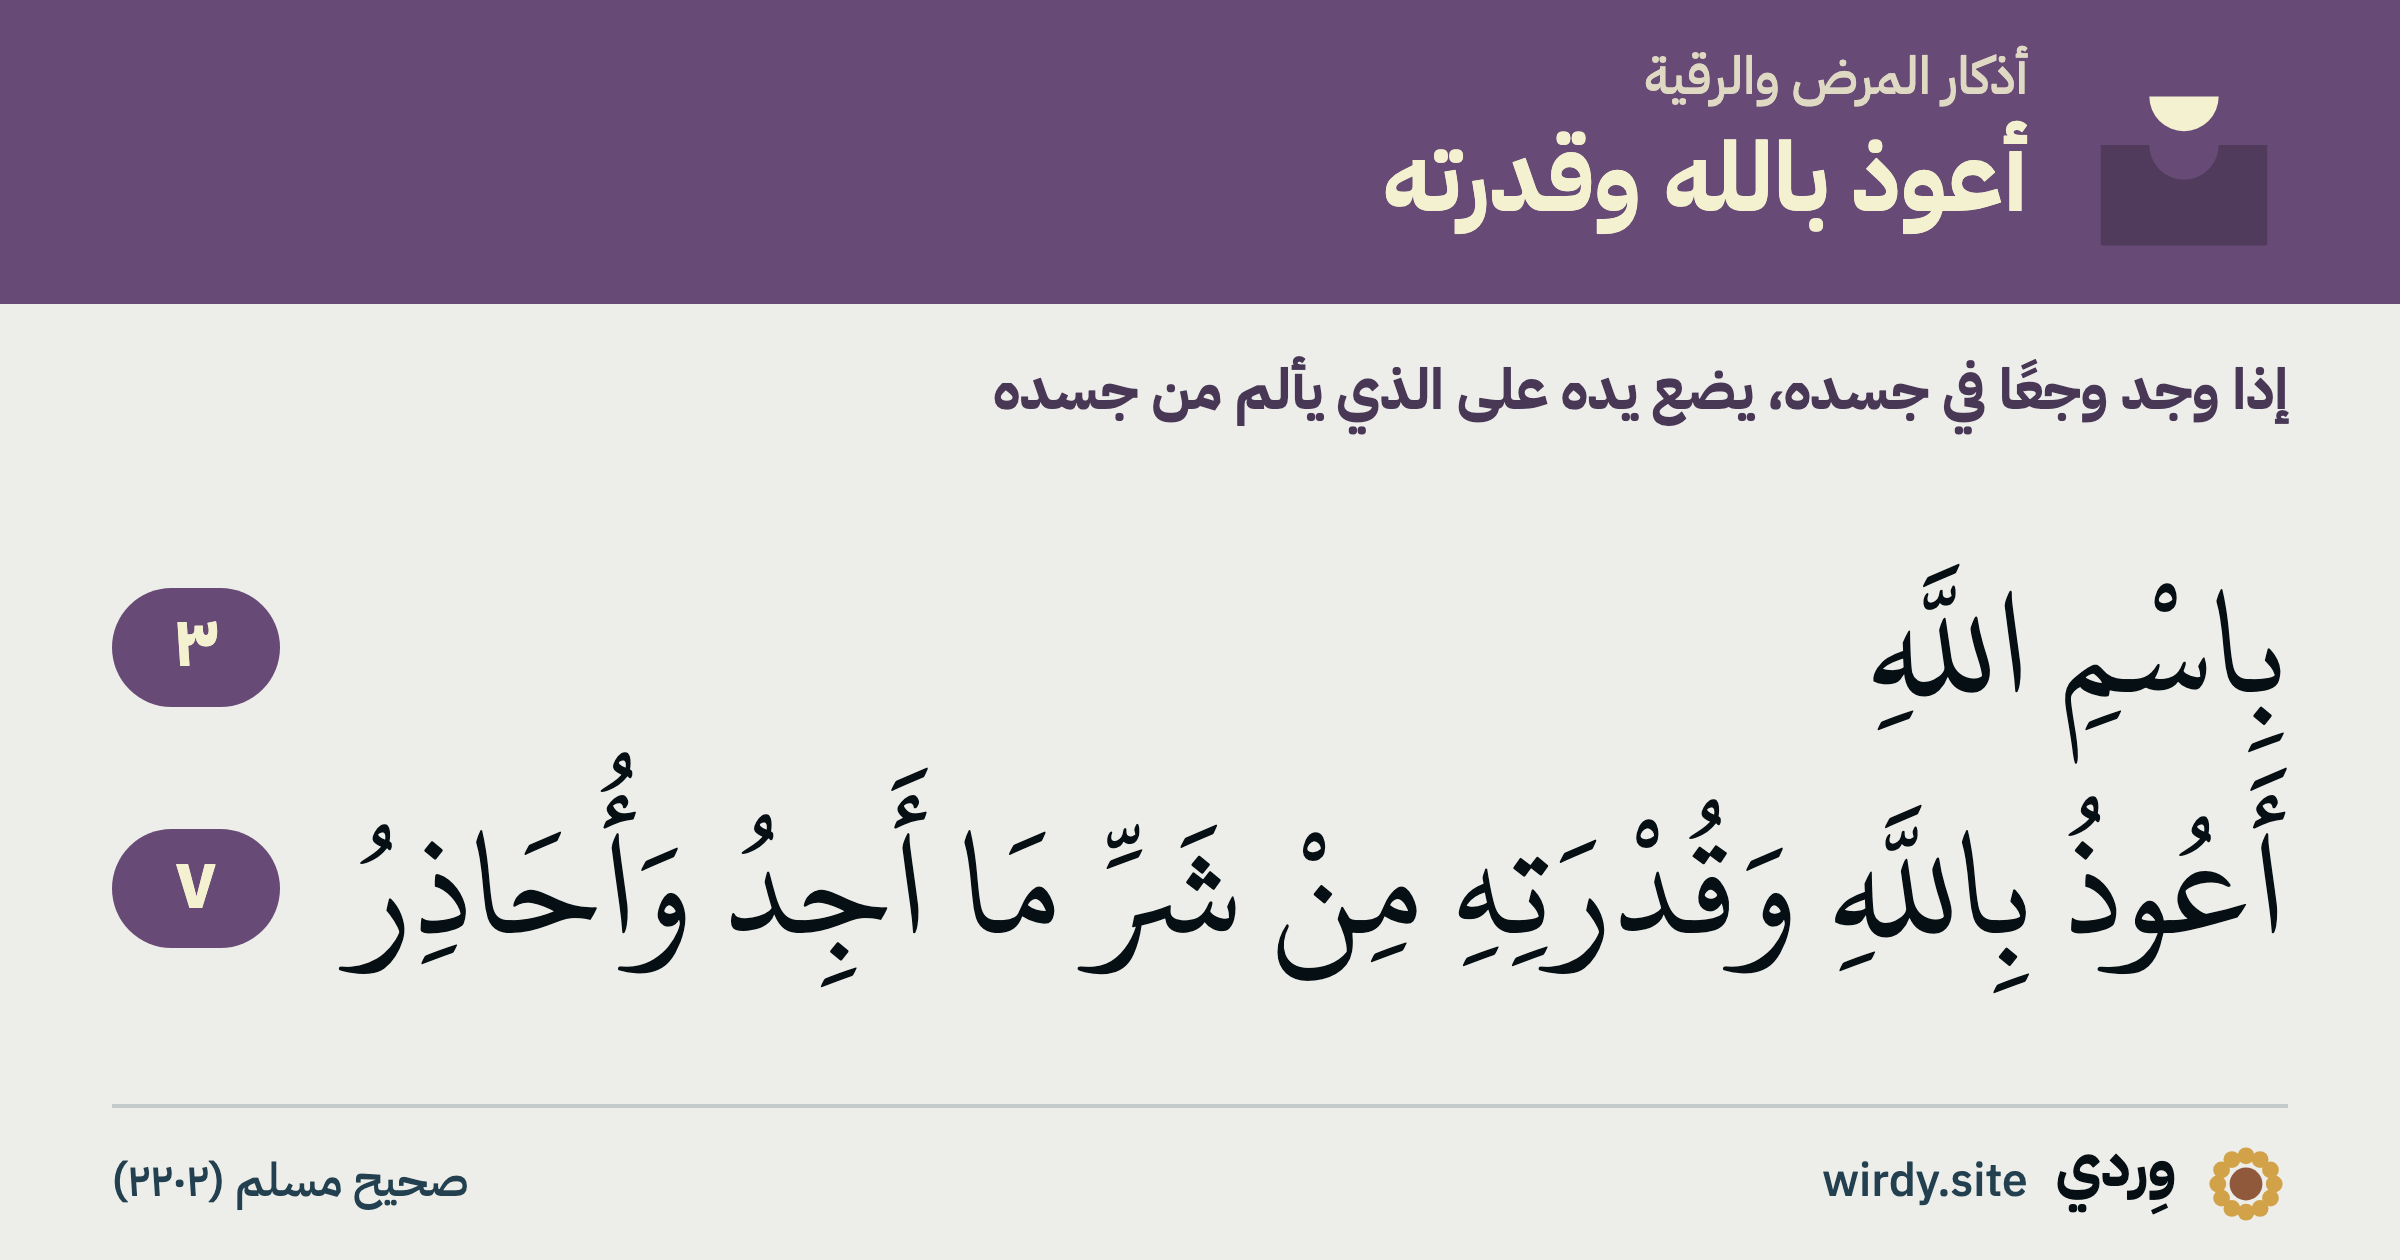 أذكار المرض والرقية
أعوذ بالله وقدرته
إذا وجد وجعًا في جسده، يضع يده على الذي يألم من جسده
بِاسْمِ اللَّهِ ٣
أَعُوذُ بِاللَّهِ وَقُدْرَتِهِ مِنْ شَرِّ مَا أَجِدُ وَأُحَاذِرُ ٧
وِردي wirdy.site صحيح مسلم (٢٢٠٢)